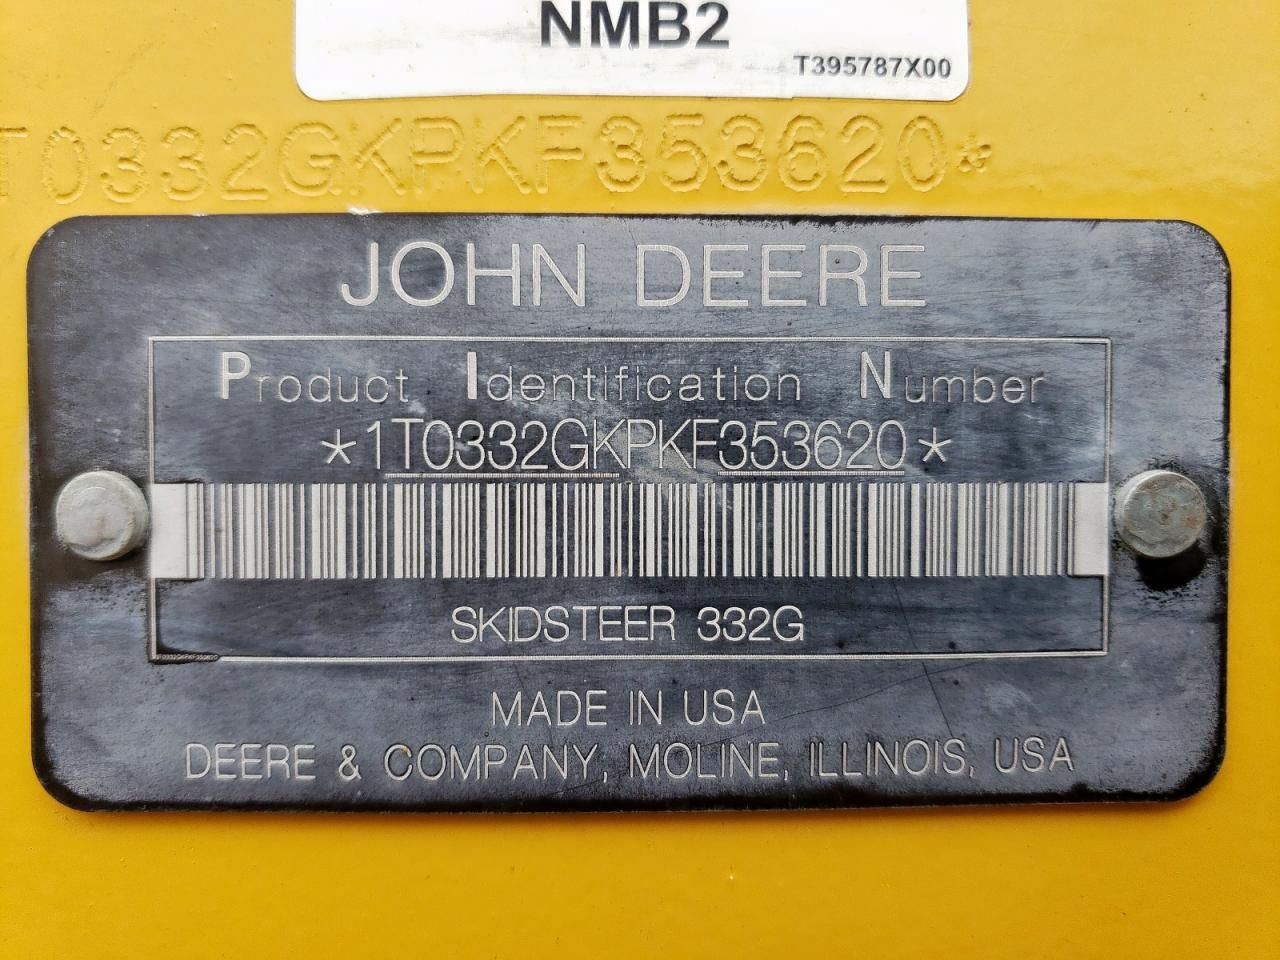 NMB2
T395787X00
T0332GKPKF353620*
JOHN DEERE
Product Identification Number
*1T0332GKPKF353620*
SKIDSTEER 332G
MADE IN USA
DEERE & COMPANY, MOLINE, ILLINOIS, USA